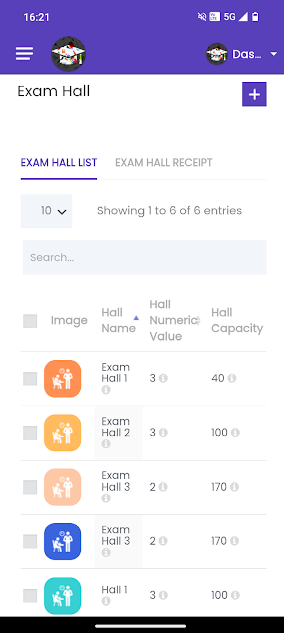 16:21
5G
Das...
Exam Hall
+
EXAM HALL LIST EXAM HALL RECEIPT
10 Showing 1 to 6 of 6 entries
Search...
Image Hall Name Hall Numeric Value Hall Capacity
Exam Hall 1 3 40
Exam Hall 2 3 100
Exam Hall 3 2 170
Exam Hall 3 2 170
Hall 1 3 100